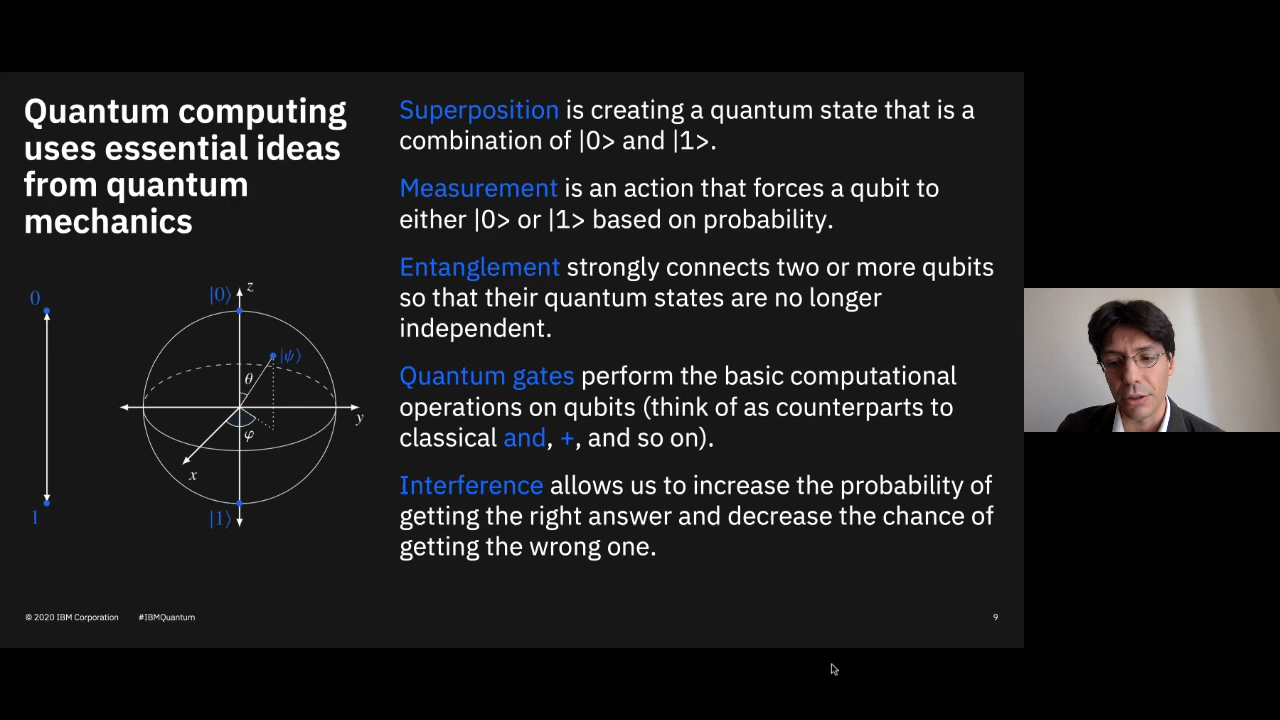 Quantum computing
uses essential ideas
from quantum
mechanics
0
1
|0⟩
z
|ψ⟩
θ
φ
y
x
|1⟩
Superposition is creating a quantum state that is a
combination of |0> and |1>.
Measurement is an action that forces a qubit to
either |0> or |1> based on probability.
Entanglement strongly connects two or more qubits
so that their quantum states are no longer
independent.
Quantum gates perform the basic computational
operations on qubits (think of as counterparts to
classical and, +, and so on).
Interference allows us to increase the probability of
getting the right answer and decrease the chance of
getting the wrong one.
© 2020 IBM Corporation #IBMQuantum
9